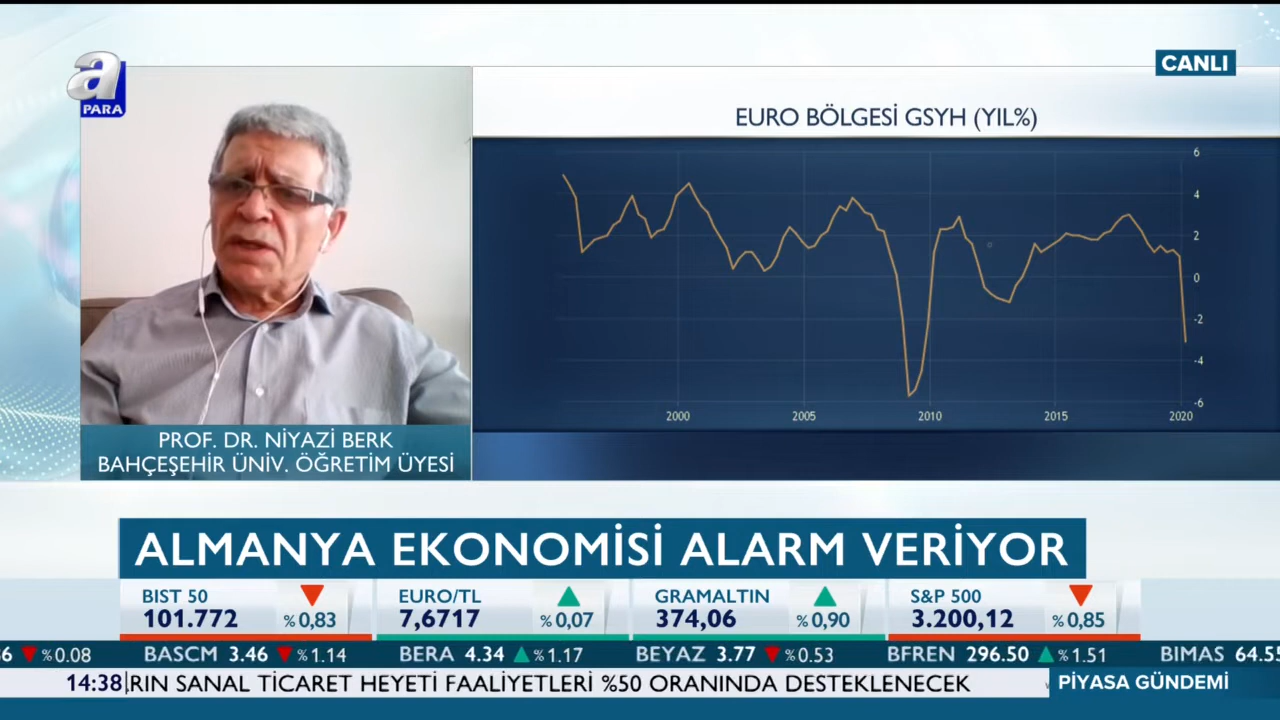 a
PARA
CANLI
EURO BÖLGESİ GSYH (YIL%)
6
4
2
0
-2
-4
-6
2000 2005 2010 2015 2020
PROF. DR. NİYAZİ BERK
BAHÇEŞEHİR ÜNİV. ÖĞRETİM ÜYESİ
ALMANYA EKONOMİSİ ALARM VERİYOR
BIST 50 EURO/TL GRAMALTIN S&P 500
101.772 %0,83 7,6717 %0,07 374,06 %0,90 3.200,12 %0,85
%0.08 BASCM 3.46 %1.14 BERA 4.34 %1.17 BEYAZ 3.77 %0.53 BFREN 296.50 %1.51 BIMAS 64.5
14:38 RIN SANAL TİCARET HEYETİ FAALİYETLERİ %50 ORANINDA DESTEKLENECEK PİYASA GÜNDEMİ